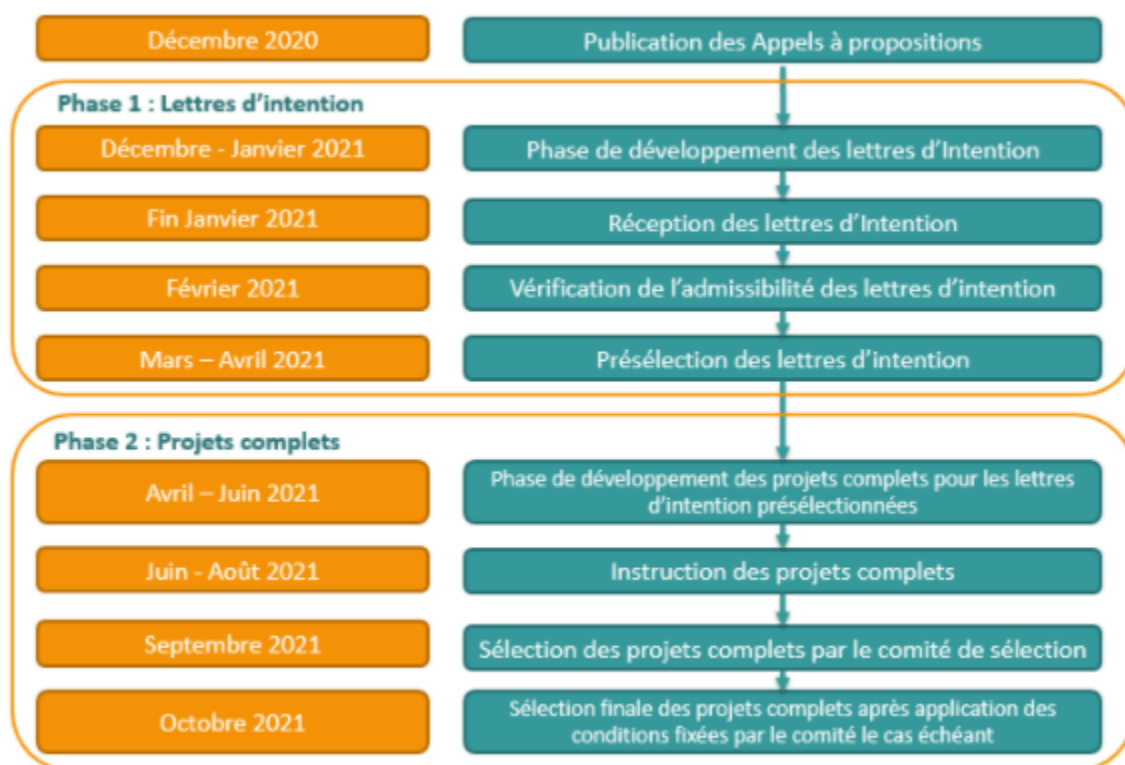 Décembre 2020
Publication des Appels à propositions
Phase 1 : Lettres d'intention
Décembre - Janvier 2021
Phase de développement des lettres d'Intention
Fin Janvier 2021
Réception des lettres d'Intention
Février 2021
Vérification de l'admissibilité des lettres d'intention
Mars – Avril 2021
Présélection des lettres d'intention
Phase 2 : Projets complets
Avril – Juin 2021
Phase de développement des projets complets pour les lettres
d'intention présélectionnées
Juin - Août 2021
Instruction des projets complets
Septembre 2021
Sélection des projets complets par le comité de sélection
Octobre 2021
Sélection finale des projets complets après application des
conditions fixées par le comité le cas échéant